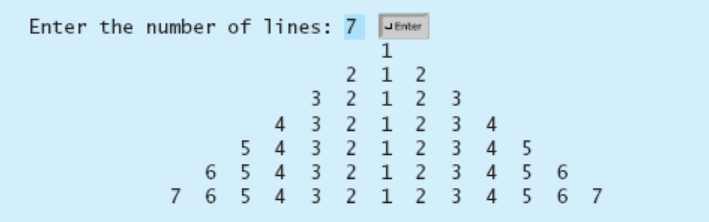 Enter the number of lines: 7 ↵Enter
1
2 1 2
3 2 1 2 3
4 3 2 1 2 3 4
5 4 3 2 1 2 3 4 5
6 5 4 3 2 1 2 3 4 5 6
7 6 5 4 3 2 1 2 3 4 5 6 7